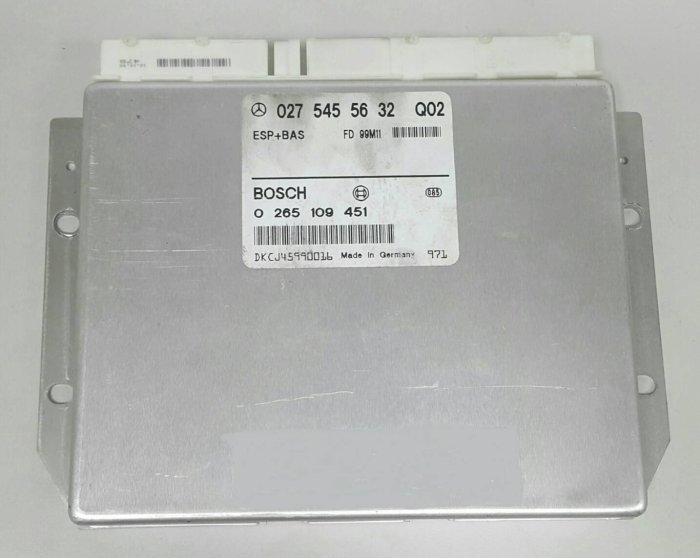 027 545 56 32 Q02
ESP+BAS FD 99M11
BOSCH 085
0 265 109 451
DKCJ45990016 Made in Germany 971